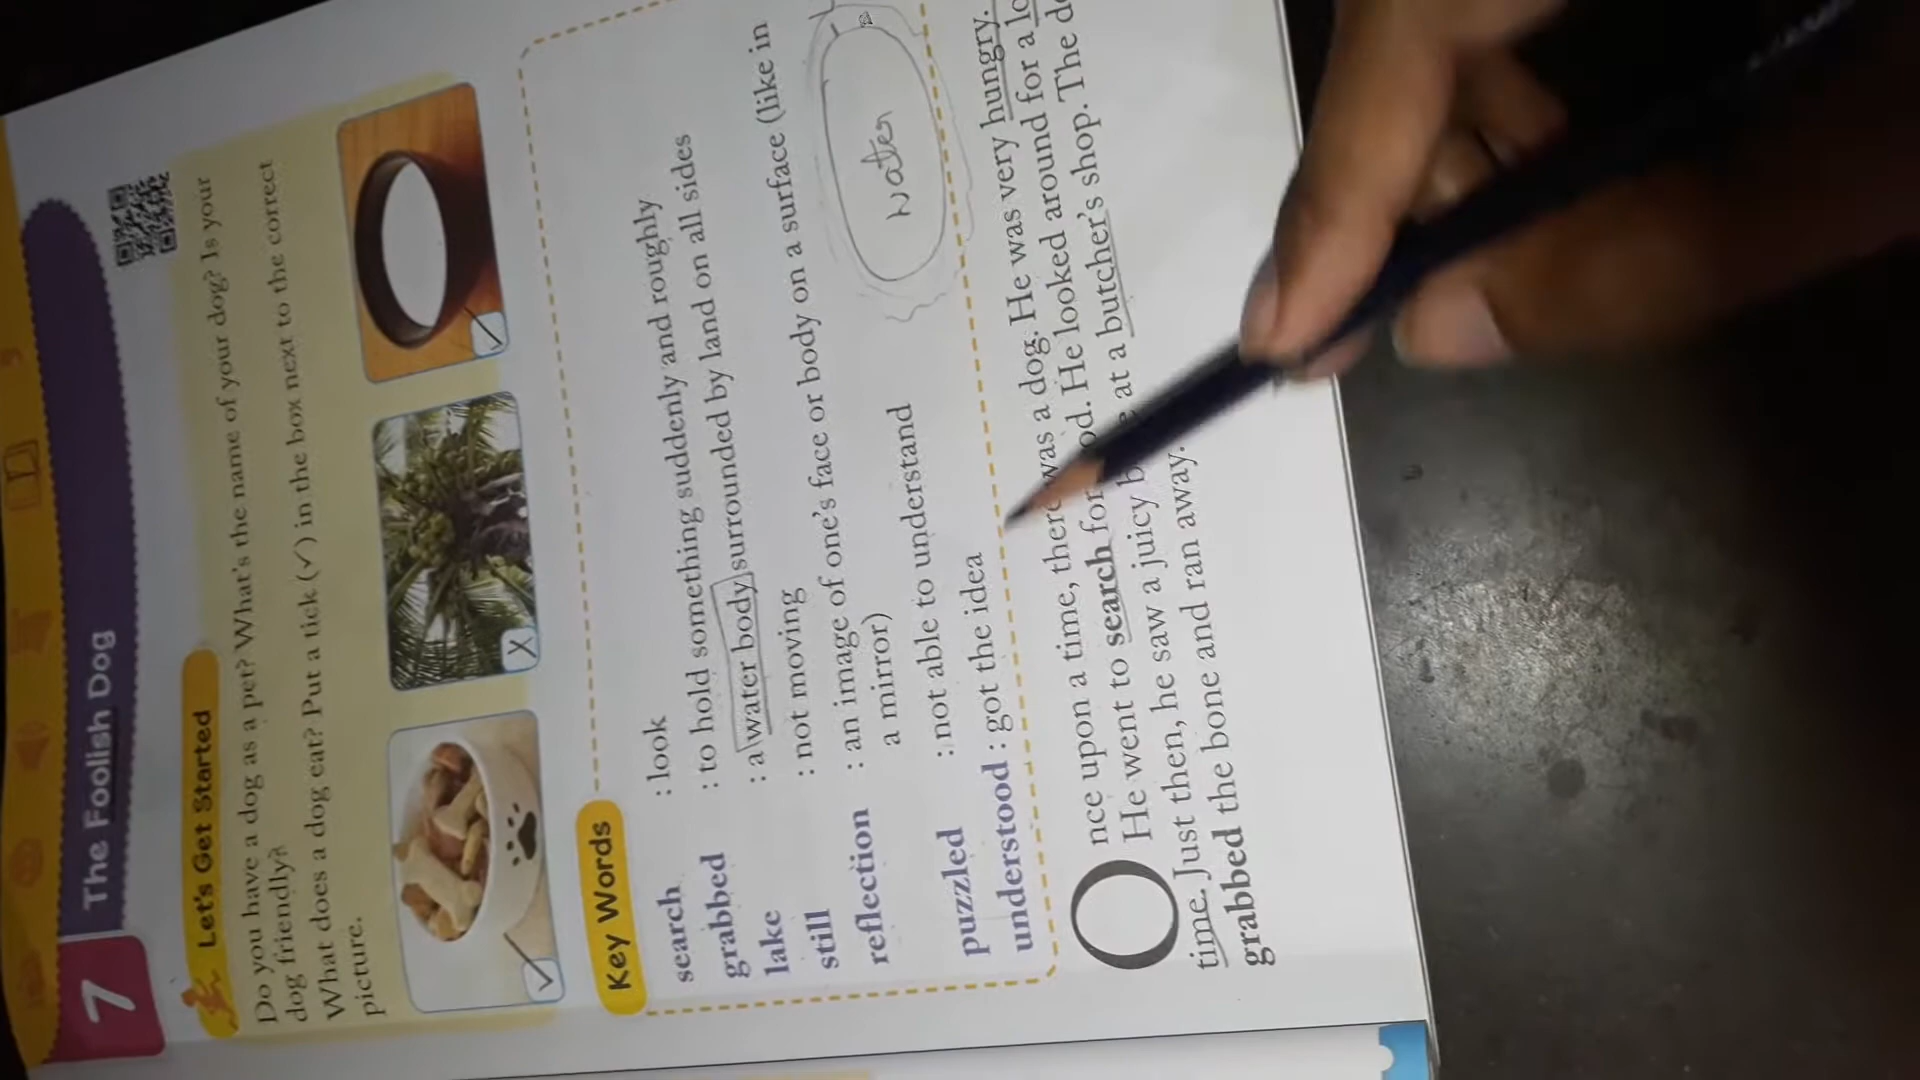 7 The Foolish Dog
Let's Get Started
Do you have a dog as a pet? What's the name of your dog? Is your
dog friendly?
What does a dog eat? Put a tick (✓) in the box next to the correct
picture.
✓ X ✓
Key Words
search : look
grabbed : to hold something suddenly and roughly
lake : a water body surrounded by land on all sides
still : not moving
reflection : an image of one's face or body on a surface (like in
a mirror)
puzzled : not able to understand
understood : got the idea
Water
Once upon a time, there was a dog. He was very hungry.
He went to search for food. He looked around for a
time. Just then, he saw a juicy at a butcher's shop. The
grabbed the bone and ran away.